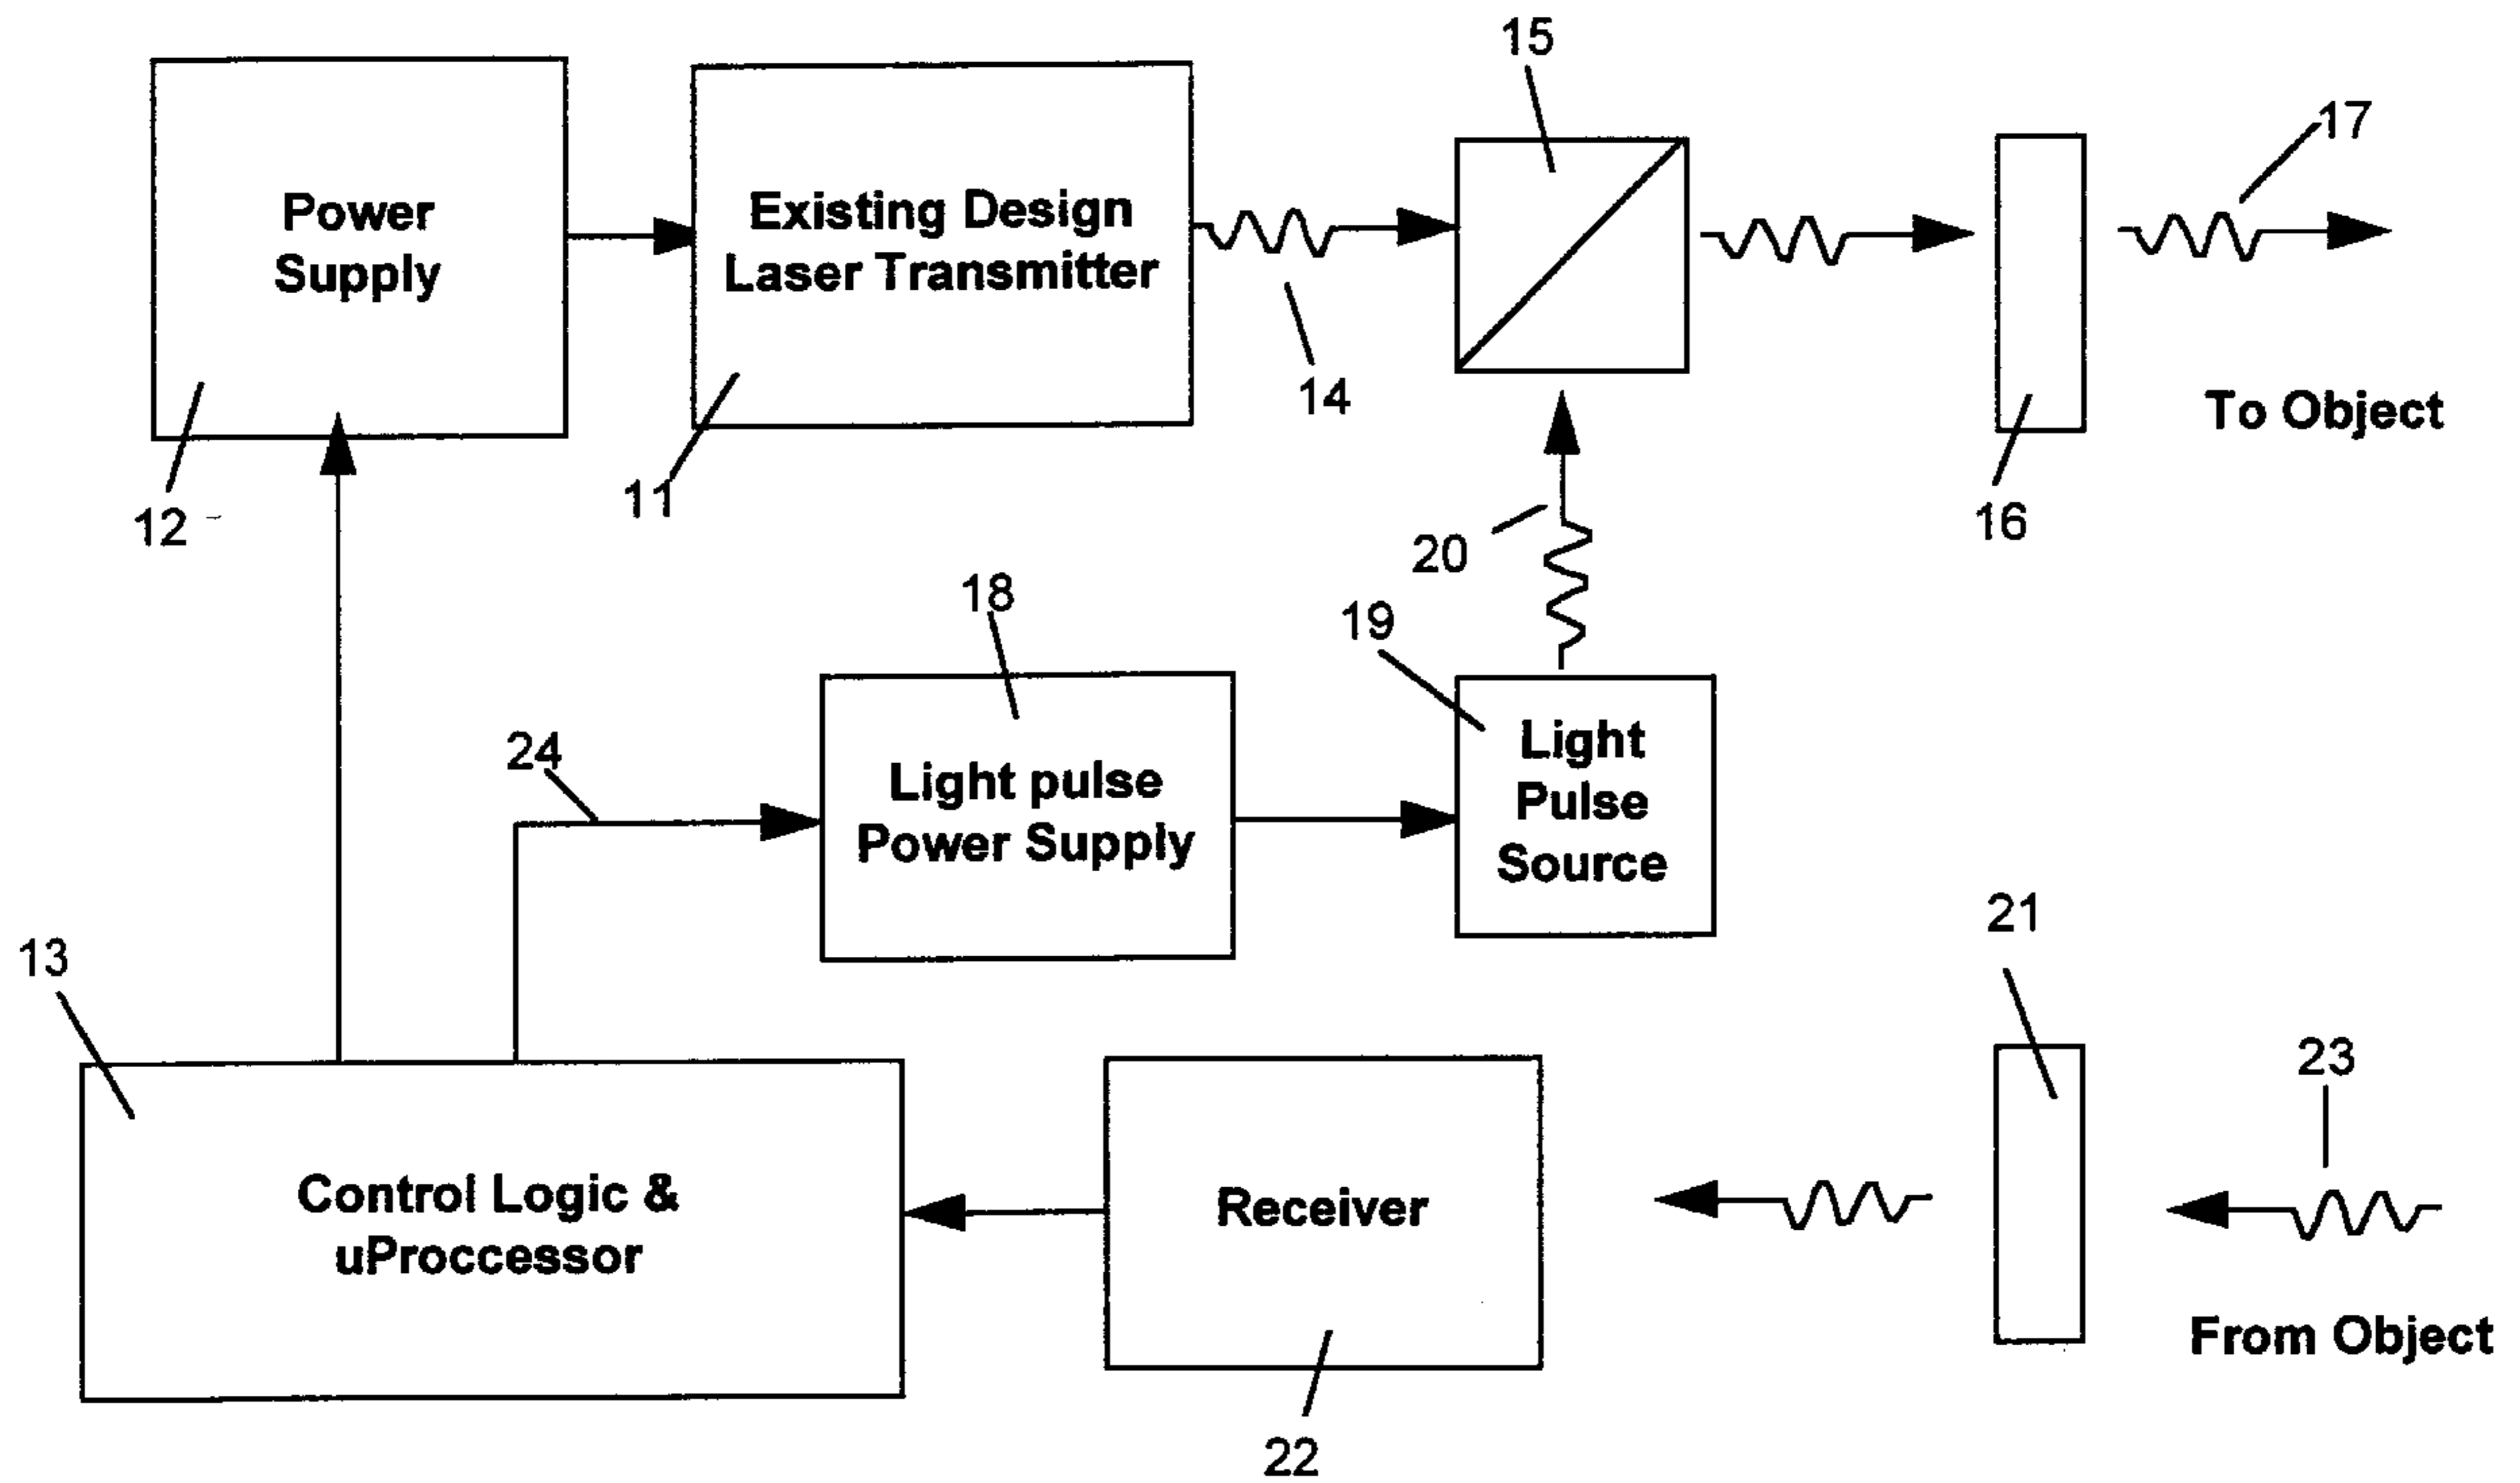 15
17
Power
Supply
Existing Design
Laser Transmitter
14
To Object
11
12
16
20
18
19
24
Light pulse
Power Supply
Light
Pulse
Source
21
13
23
Control Logic &
uProccessor
Receiver
From Object
22